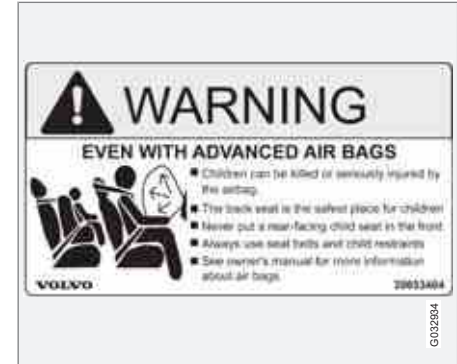 WARNING
EVEN WITH ADVANCED AIR BAGS
■ Children can be killed or seriously injured by
the airbag.
■ The back seat is the safest place for children
■ Never put a rear-facing child seat in the front
■ Always use seat belts and child restraints
■ See owner's manual for more information
about air bags
VOLVO
G032934